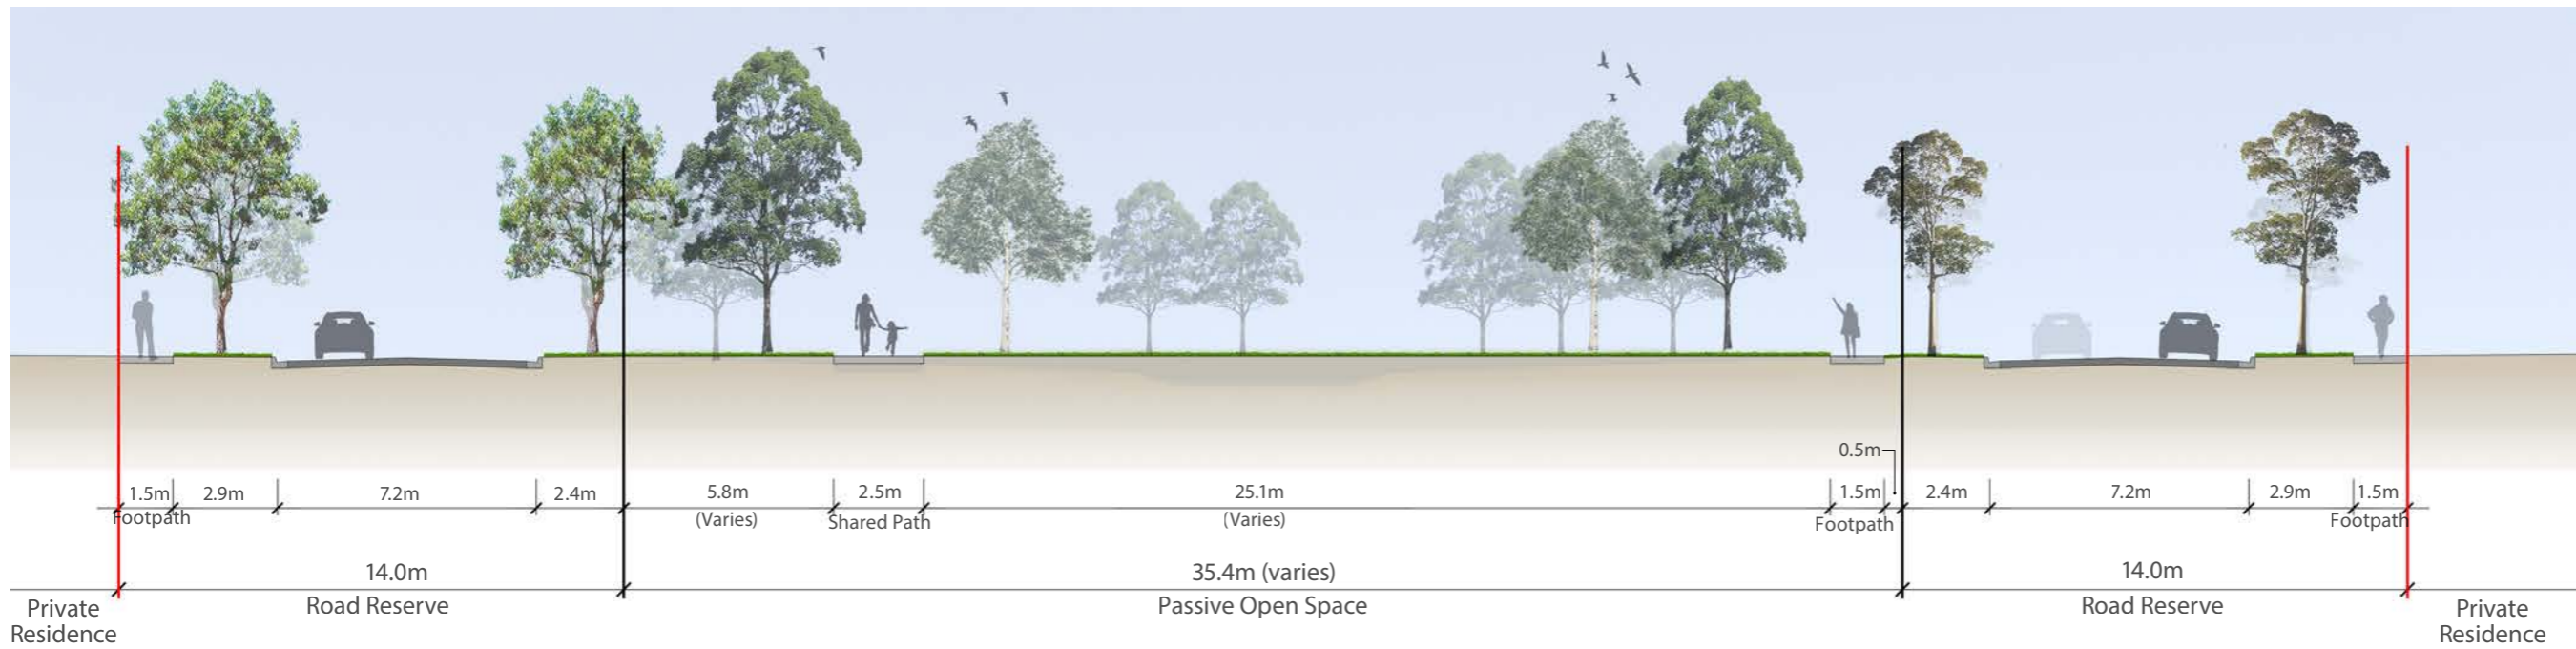 0.5m
1.5m 2.9m 7.2m 2.4m 5.8m 2.5m 25.1m 1.5m 2.4m 7.2m 2.9m 1.5m
Footpath (Varies) Shared Path (Varies) Footpath Footpath
14.0m 35.4m (varies) 14.0m
Private Road Reserve Passive Open Space Road Reserve Private
Residence Residence